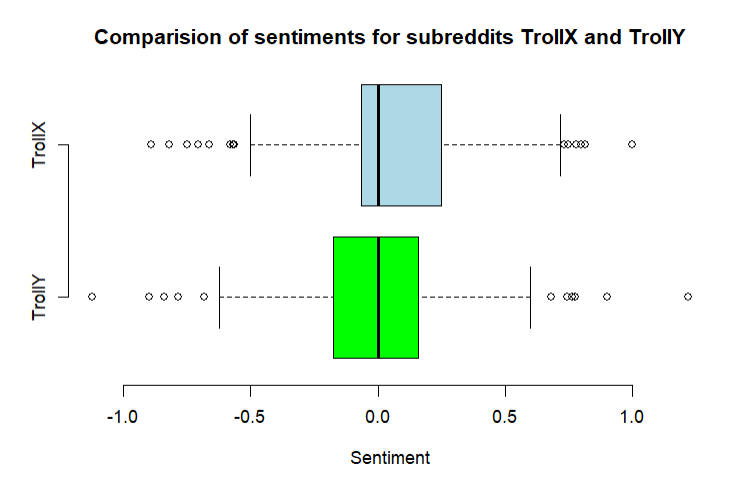 Comparision of sentiments for subreddits TrollX and TrollY
TrollX
TrollY
-1.0
-0.5
0.0
0.5
1.0
Sentiment